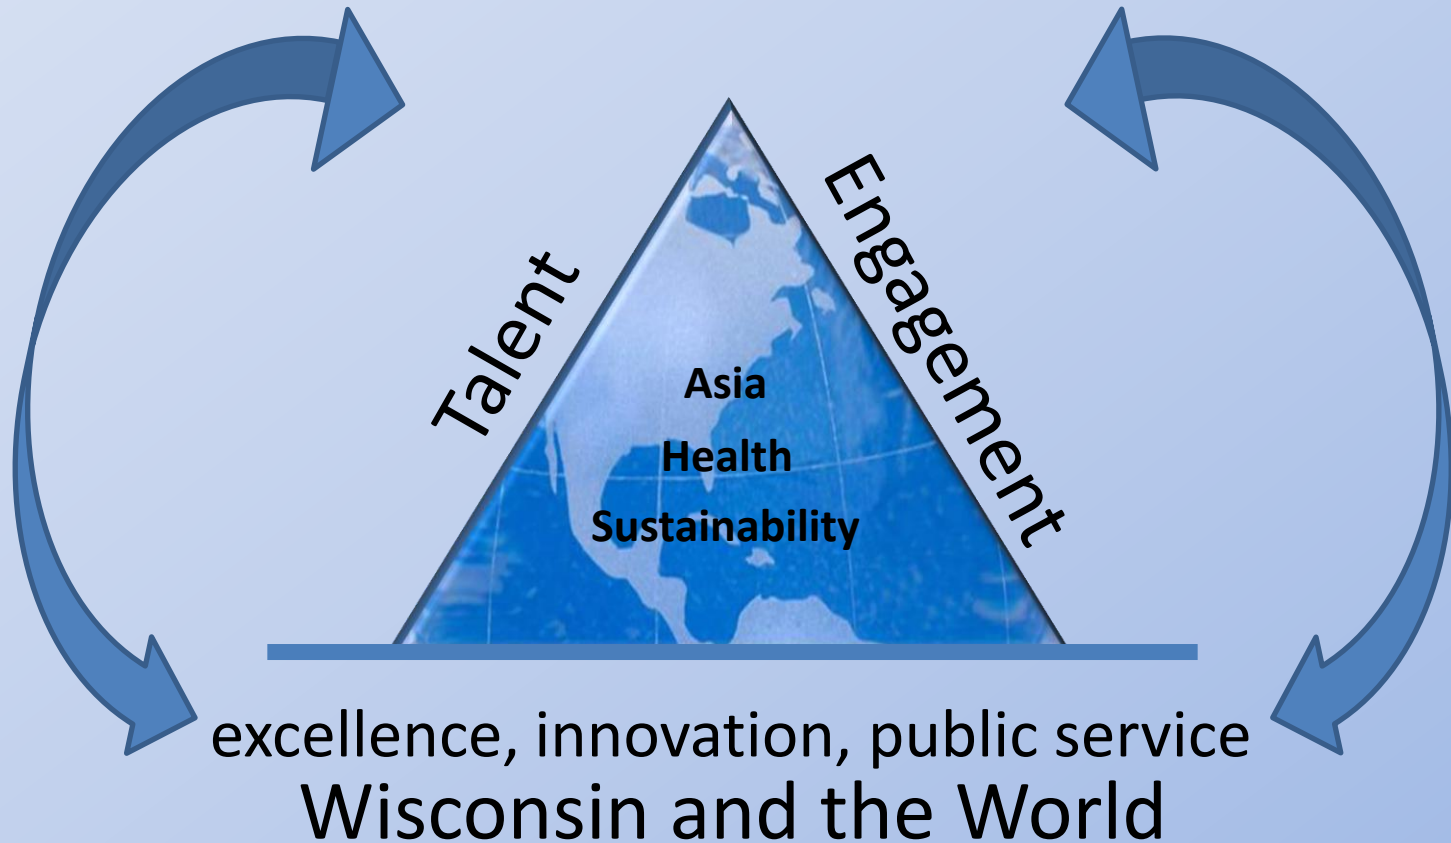 Talent
Engagement
Asia
Health
Sustainability
excellence, innovation, public service
Wisconsin and the World